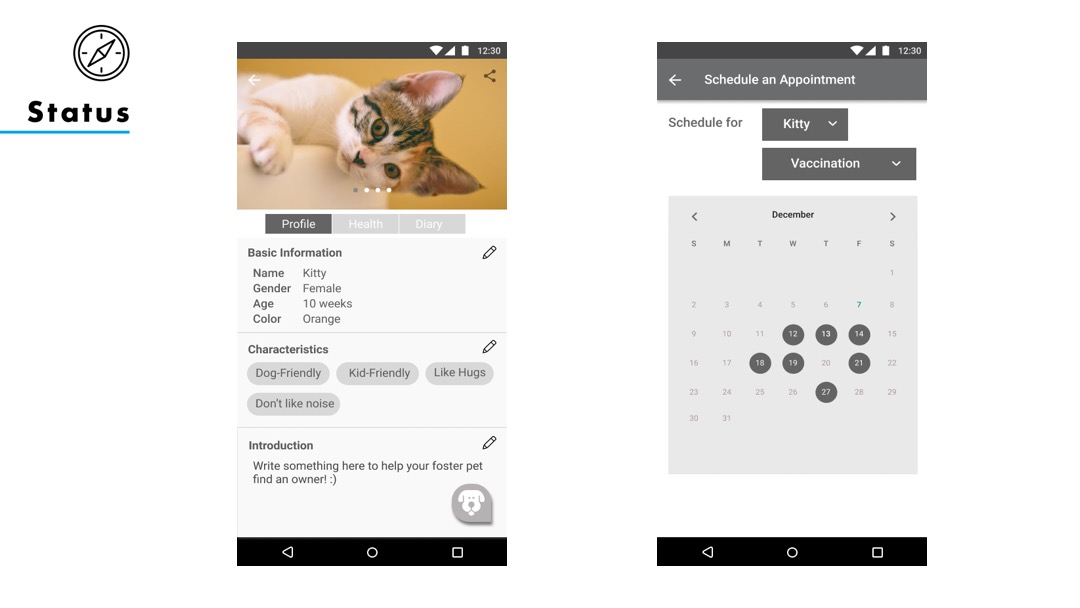 Status
12:30
Profile Health Diary
Basic Information
Name Kitty
Gender Female
Age 10 weeks
Color Orange
Characteristics
Dog-Friendly Kid-Friendly Like Hugs
Don't like noise
Introduction
Write something here to help your foster pet
find an owner! :)
12:30
Schedule an Appointment
Schedule for Kitty
Vaccination
December
S M T W T F S
1
2 3 4 5 6 7 8
9 10 11 12 13 14 15
16 17 18 19 20 21 22
23 24 25 26 27 28 29
30 31